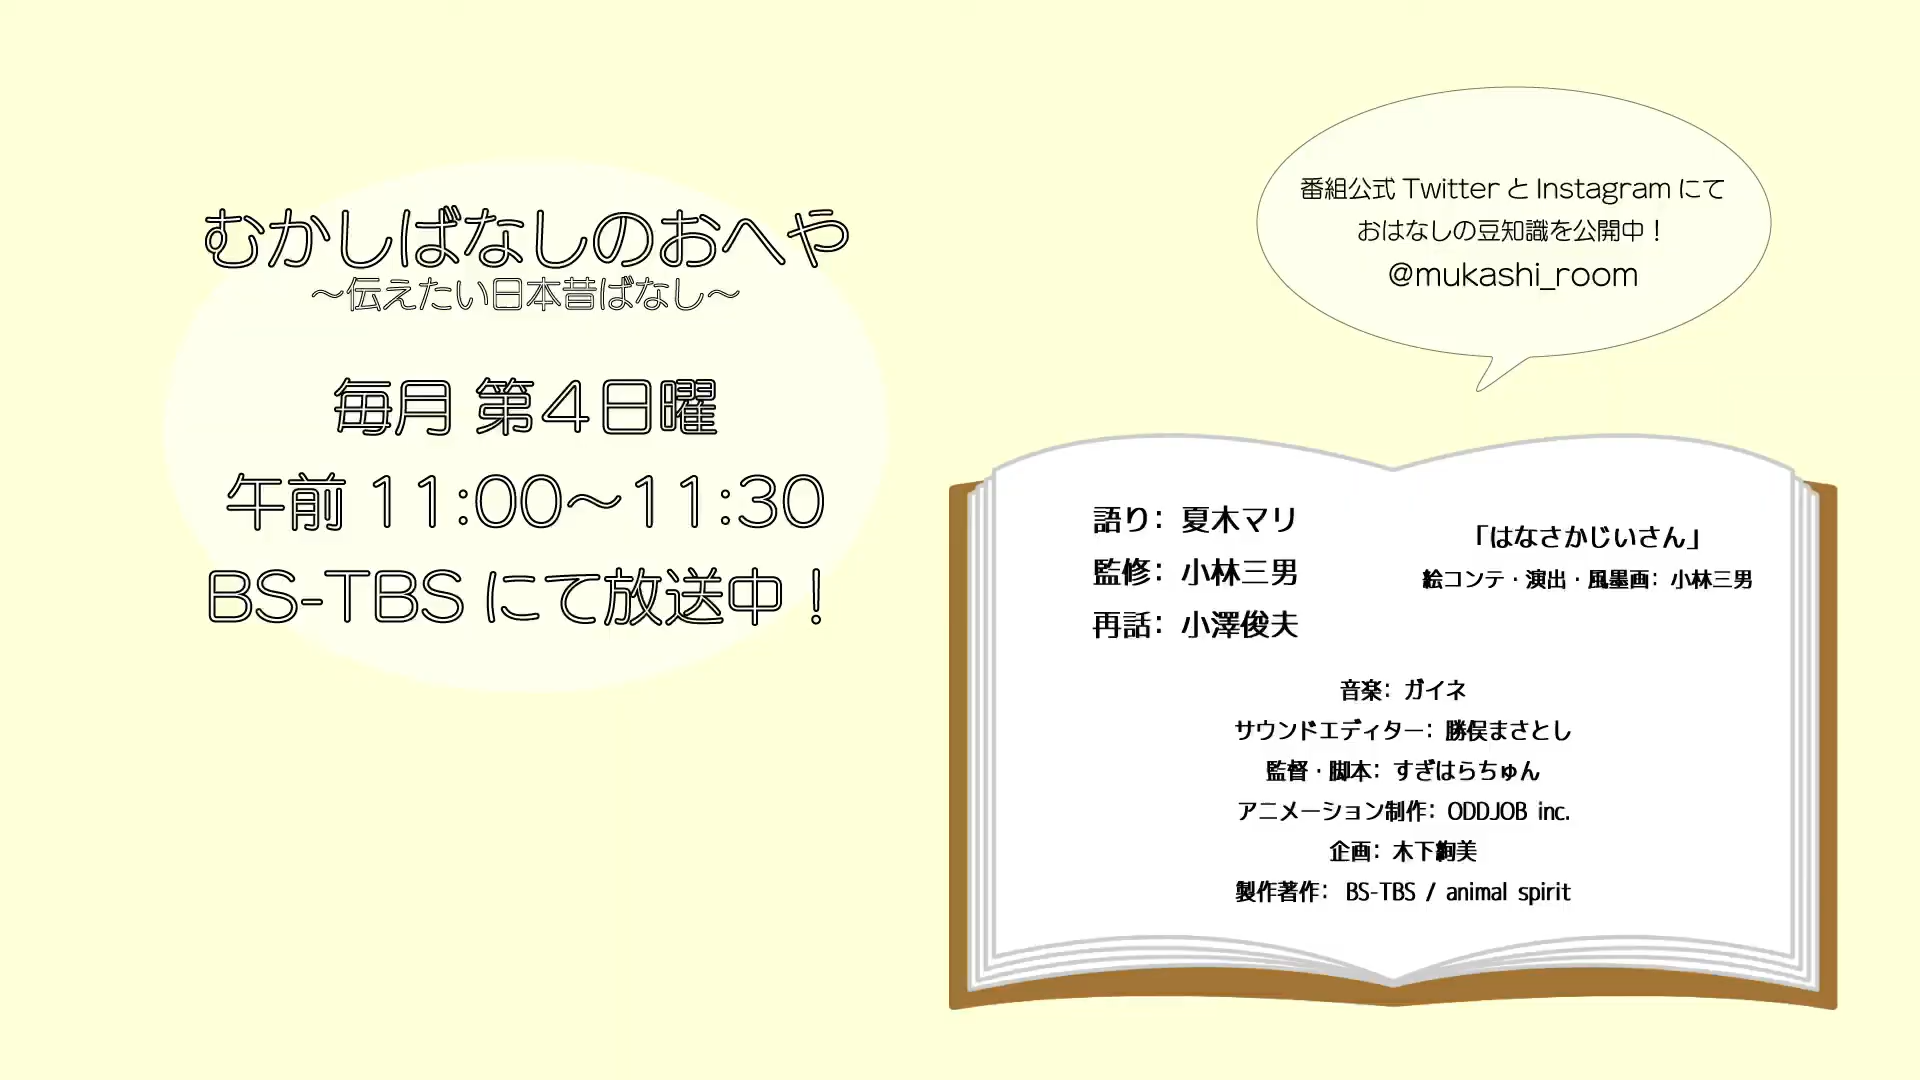 むかしばなしのおへや
～伝えたい日本昔ばなし～
毎月 第4日曜
午前 11:00～11:30
BS-TBS にて放送中！
番組公式 Twitter と Instagram にて
おはなしの豆知識を公開中！
@mukashi_room
語り: 夏木マリ
監修: 小林三男
再話: 小澤俊夫
「はなさかじいさん」
絵コンテ・演出・風墨画: 小林三男
音楽: ガイネ
サウンドエディター: 勝俣まさとし
監督・脚本: すぎはらちゅん
アニメーション制作: ODDJOB inc.
企画: 木下絢美
製作著作: BS-TBS / animal spirit